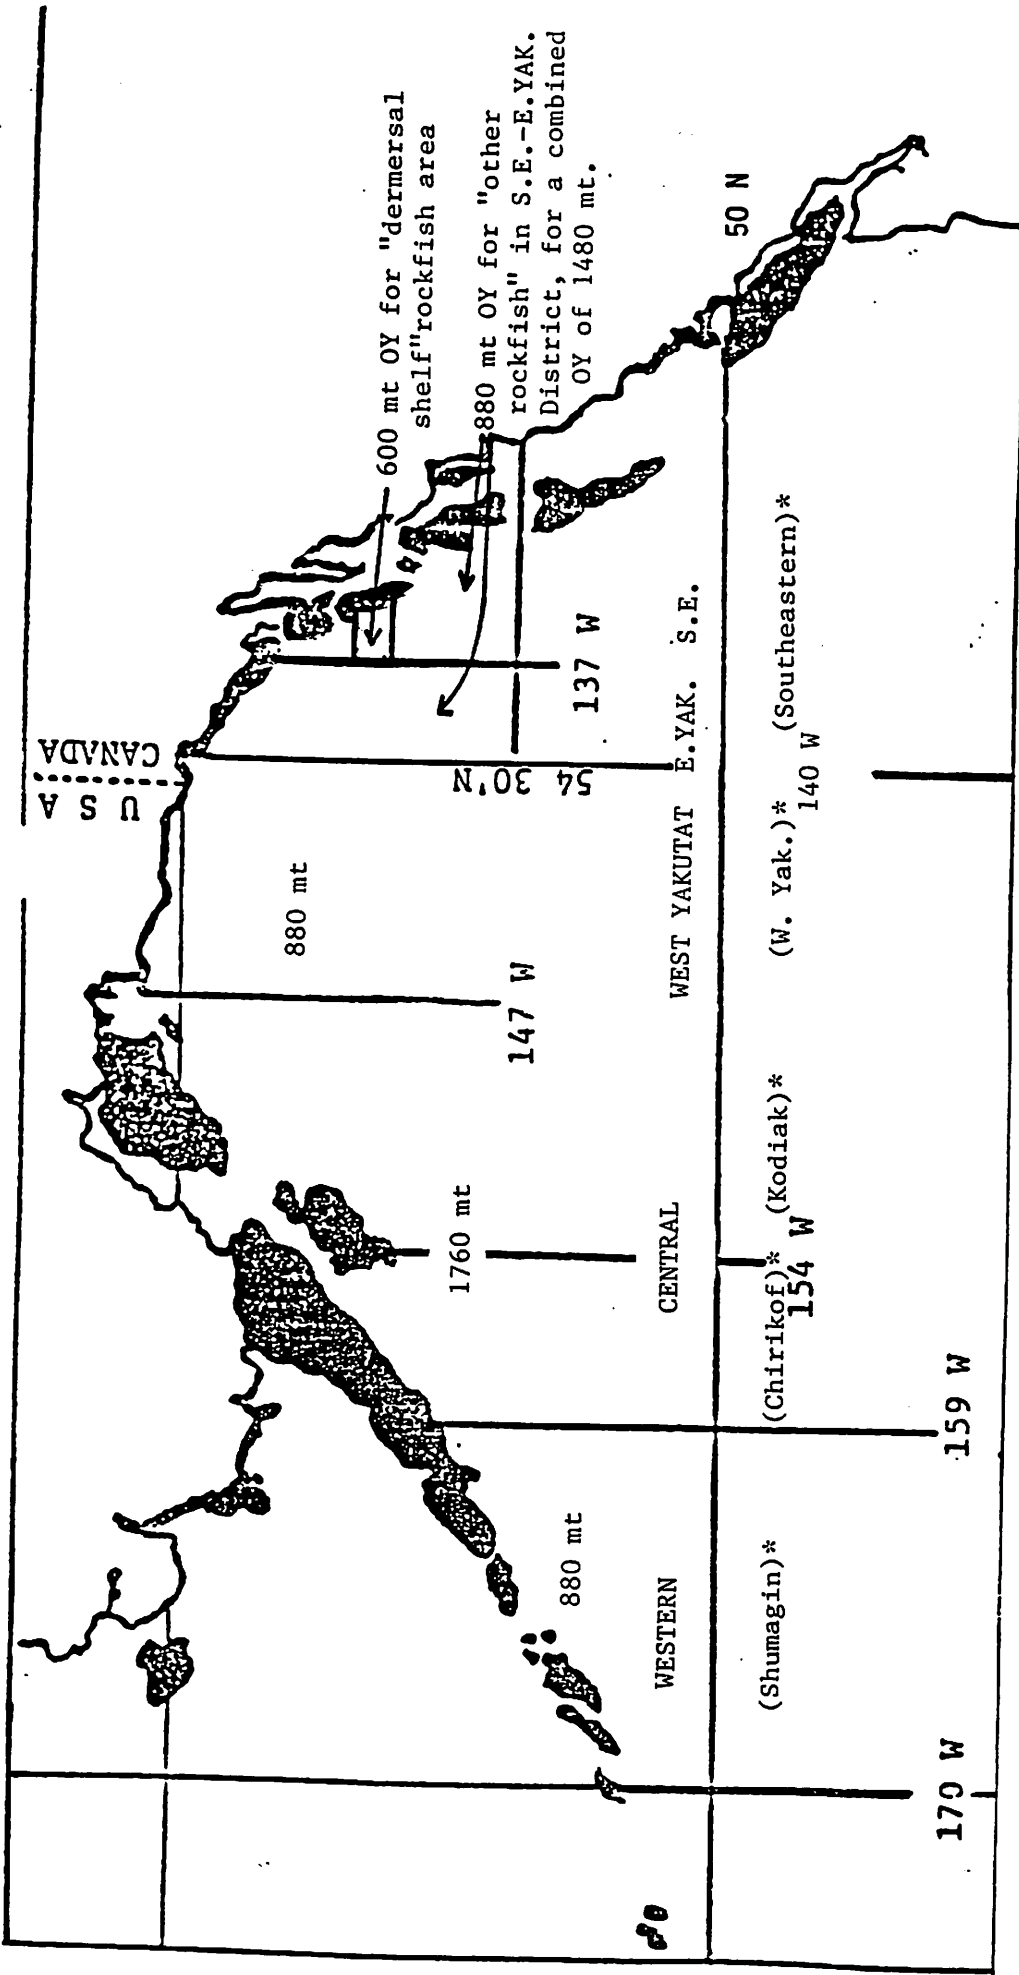 U S A
CANADA
600 mt OY for "dermersal
shelf"rockfish area
880 mt OY for "other
rockfish" in S.E.-E.YAK.
District, for a combined
OY of 1480 mt.
880 mt
1760 mt
880 mt
147 W
137 W
54 30'N
50 N
WESTERN
CENTRAL
WEST YAKUTAT
E.YAK.
S.E.
(Shumagin)*
(Chirikof)*
(Kodiak)*
(W. Yak.)*
(Southeastern)*
154 W
140 W
159 W
170 W